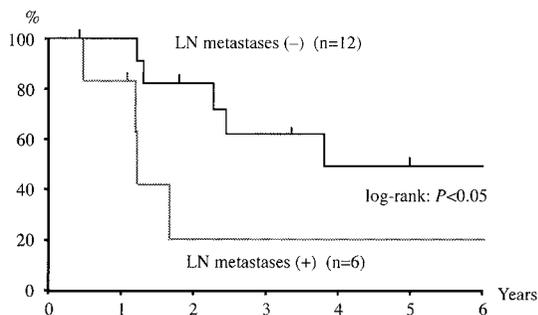 %
100
LN metastases (−) (n=12)
80
60
40
log-rank: P<0.05
20
LN metastases (+) (n=6)
0
Years
0 1 2 3 4 5 6